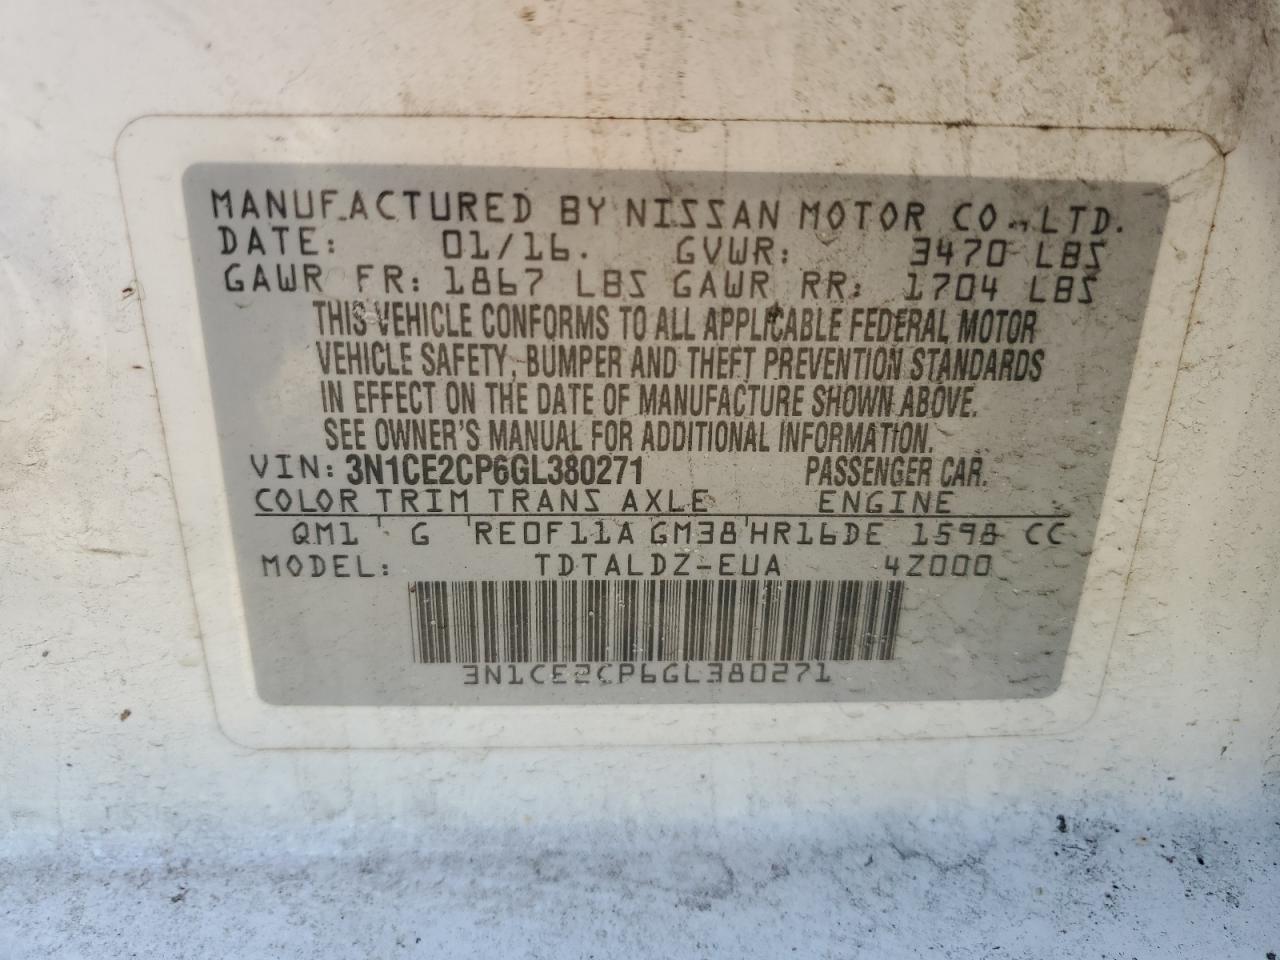 MANUFACTURED BY NISSAN MOTOR CO., LTD.
DATE: 01/16. GVWR: 3470 LBS
GAWR FR: 1867 LBS GAWR RR: 1704 LBS
THIS VEHICLE CONFORMS TO ALL APPLICABLE FEDERAL MOTOR
VEHICLE SAFETY, BUMPER AND THEFT PREVENTION STANDARDS
IN EFFECT ON THE DATE OF MANUFACTURE SHOWN ABOVE.
SEE OWNER'S MANUAL FOR ADDITIONAL INFORMATION.
VIN: 3N1CE2CP6GL380271 PASSENGER CAR.
COLOR TRIM TRANS AXLE ENGINE
QM1 ' G ' RE0F11A GM38 ' HR16DE 1598 CC
MODEL: TDTALDZ-EUA 4Z000
3N1CE2CP6GL380271